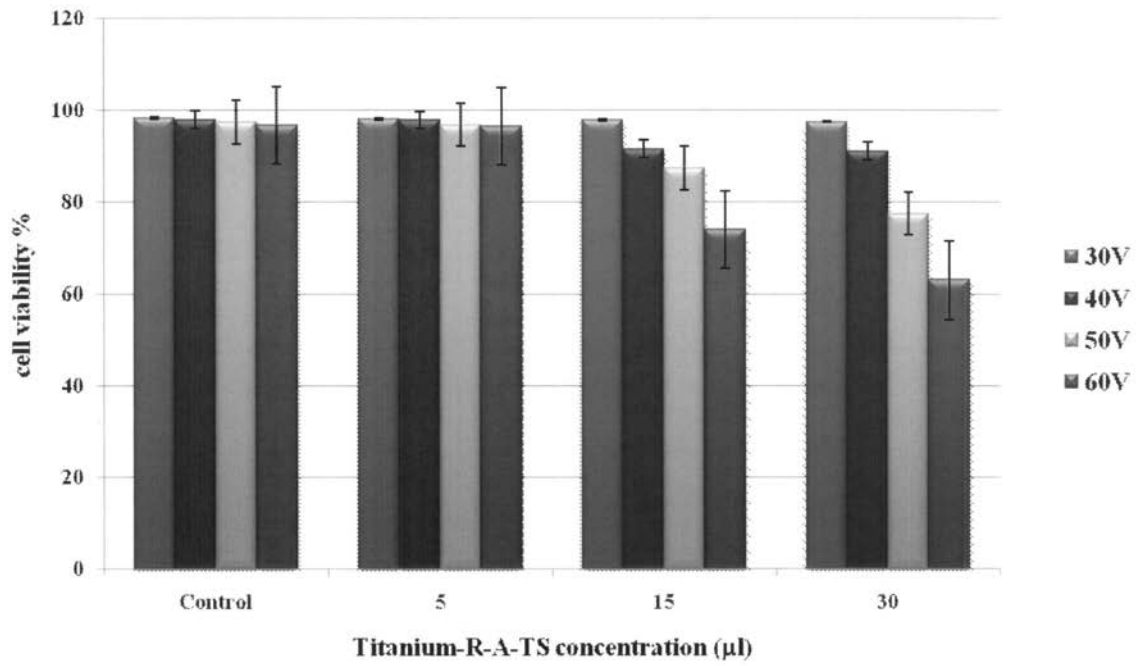 120
100
80
60
40
20
0
cell viability %
Control 5 15 30
Titanium-R-A-TS concentration (µl)
30V
40V
50V
60V